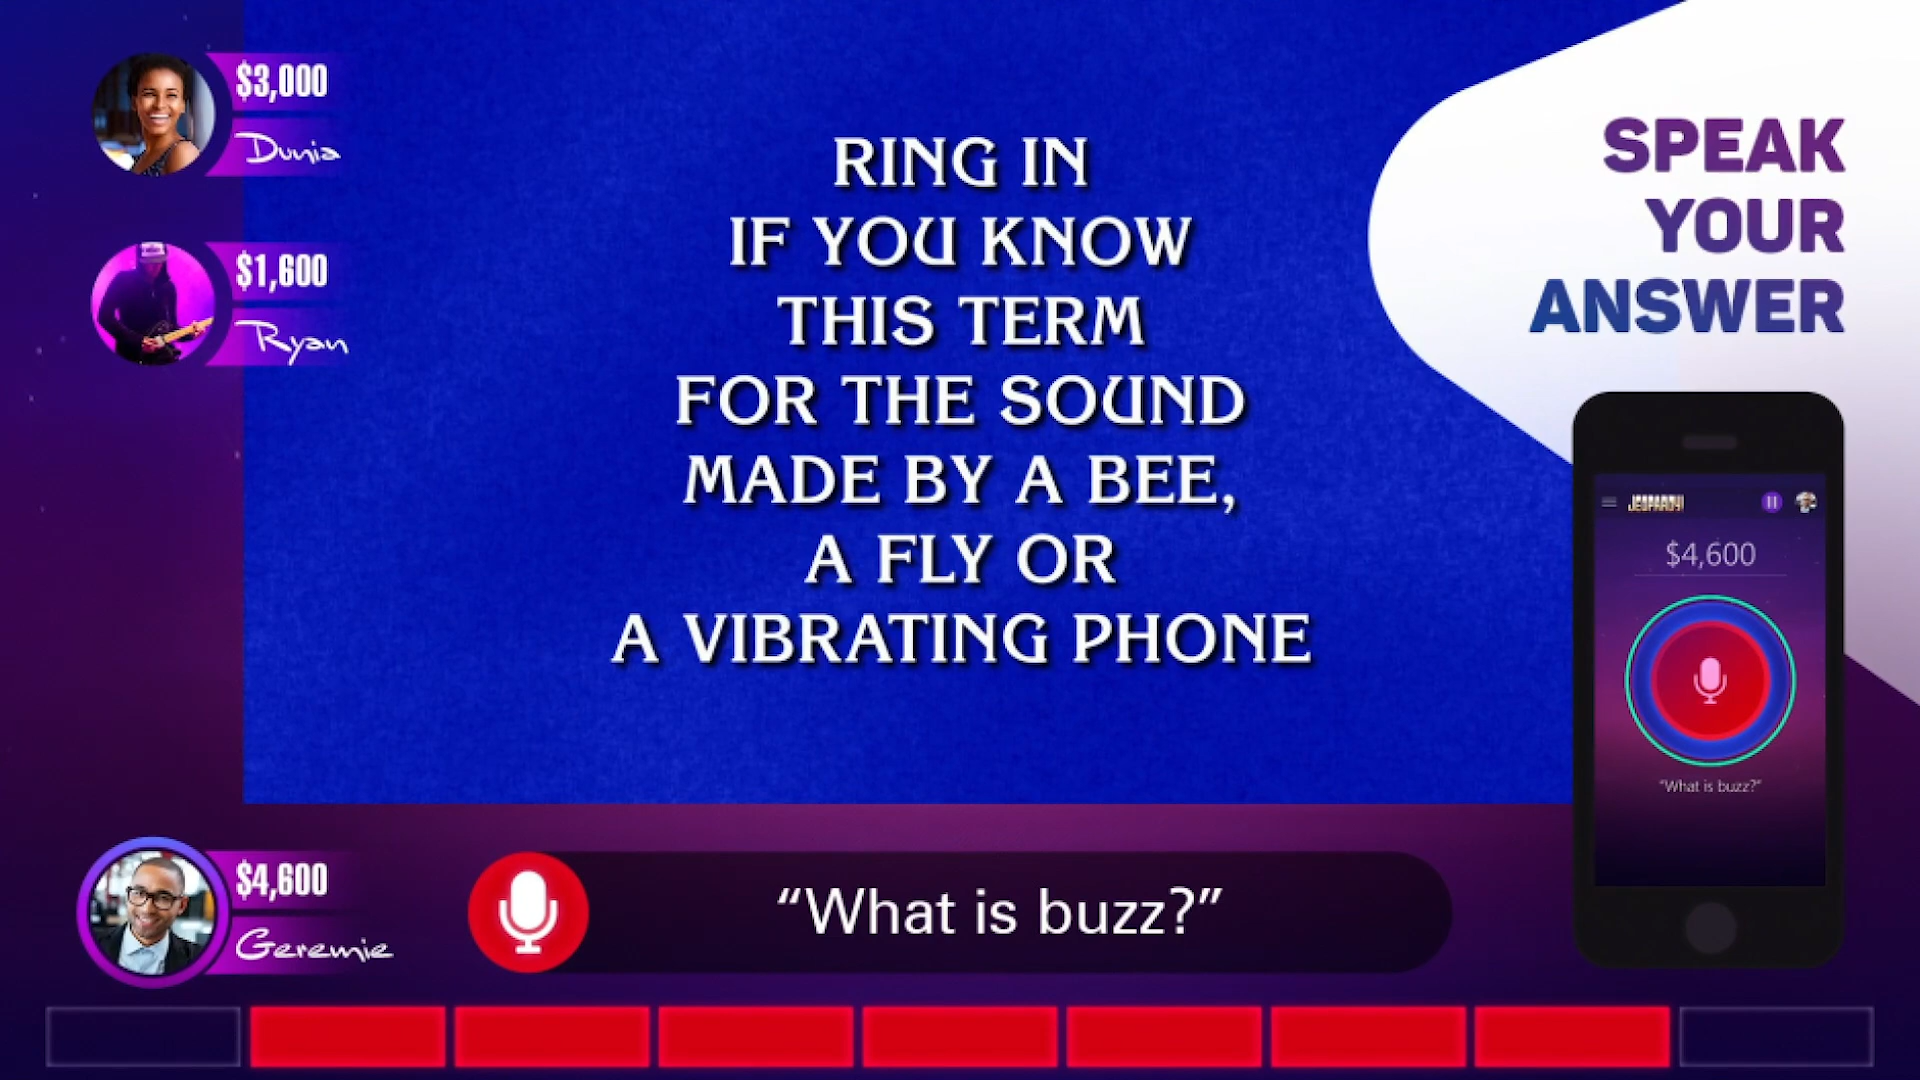 $3,000
Dunia
$1,600
Ryan
RING IN
IF YOU KNOW
THIS TERM
FOR THE SOUND
MADE BY A BEE,
A FLY OR
A VIBRATING PHONE
SPEAK
YOUR
ANSWER
JEOPARDY!
$4,600
“What is buzz?”
$4,600
Geremie
“What is buzz?”